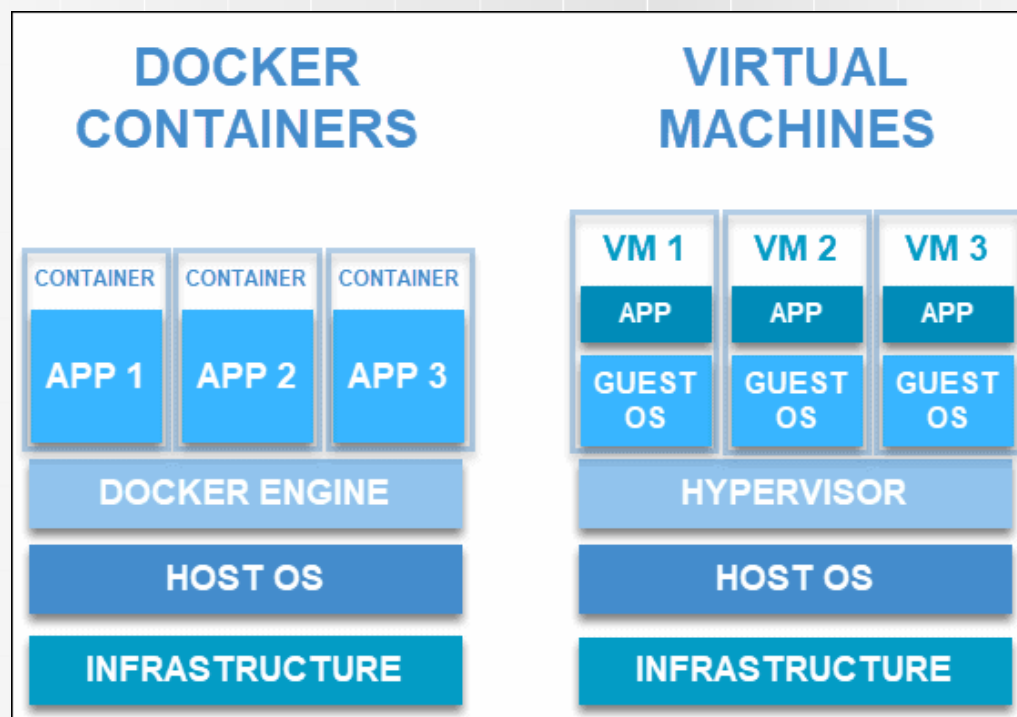 DOCKER
CONTAINERS
CONTAINER
CONTAINER
CONTAINER
APP 1
APP 2
APP 3
DOCKER ENGINE
HOST OS
INFRASTRUCTURE
VIRTUAL
MACHINES
VM 1
VM 2
VM 3
APP
APP
APP
GUEST
OS
GUEST
OS
GUEST
OS
HYPERVISOR
HOST OS
INFRASTRUCTURE